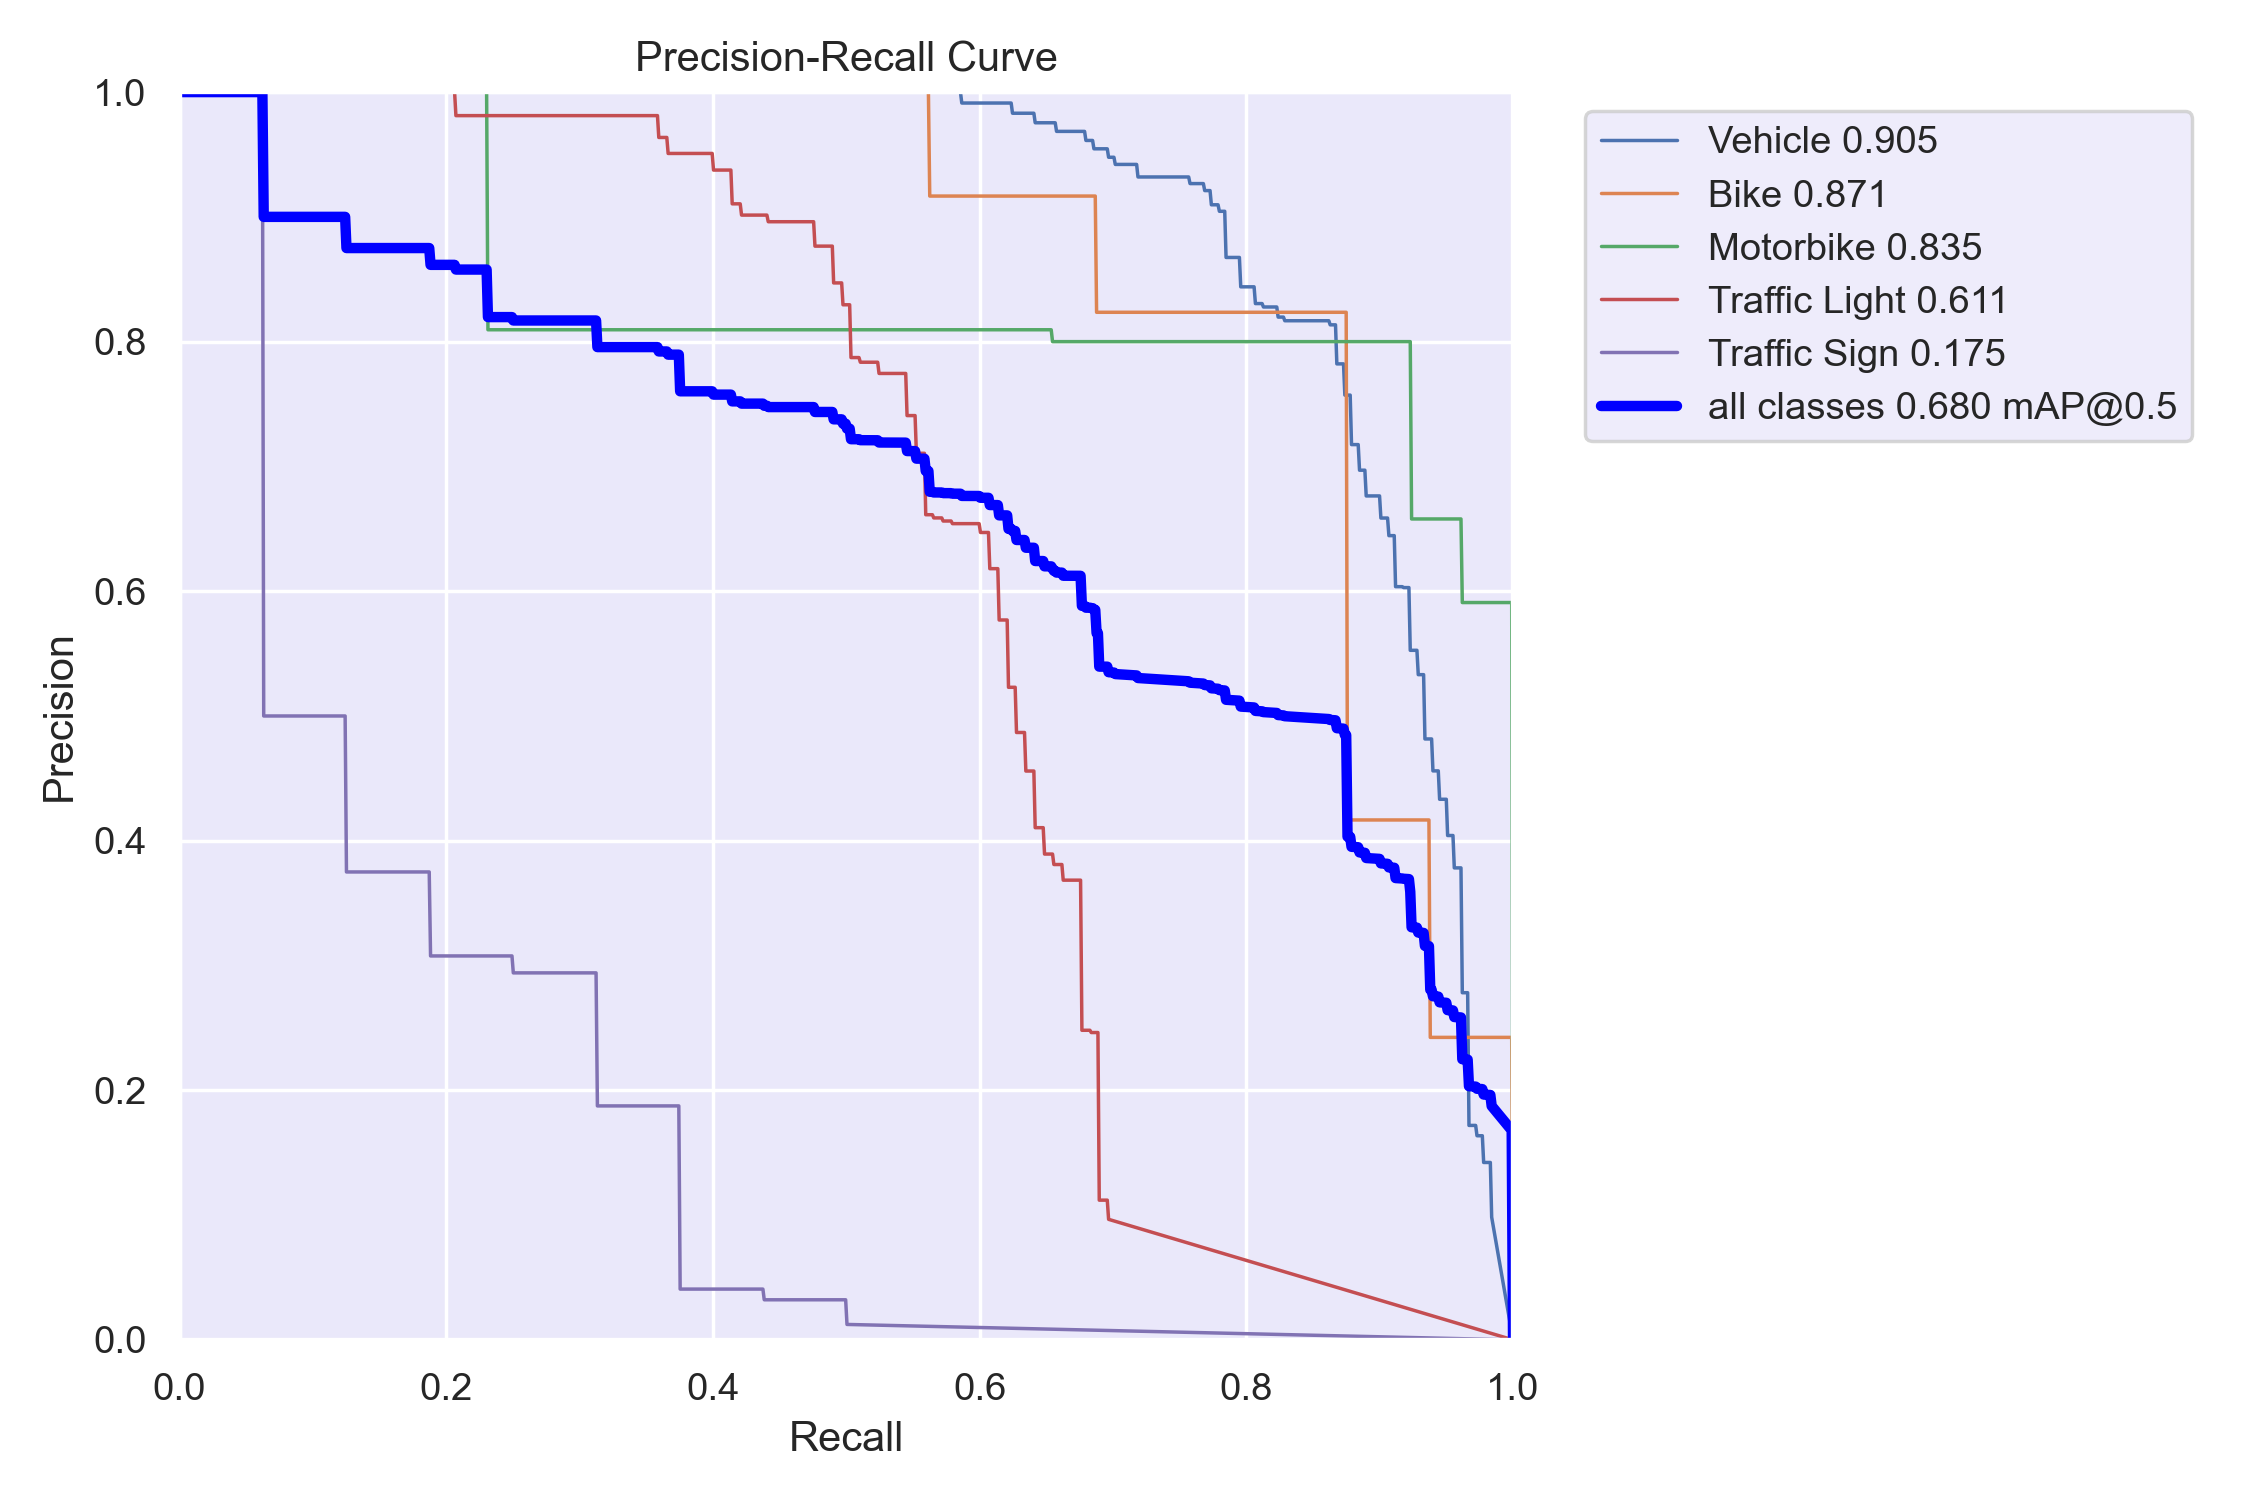 Precision-Recall Curve
1.0
0.8
0.6
0.4
0.2
0.0
Precision
0.0 0.2 0.4 0.6 0.8 1.0
Recall
Vehicle 0.905
Bike 0.871
Motorbike 0.835
Traffic Light 0.611
Traffic Sign 0.175
all classes 0.680 mAP@0.5